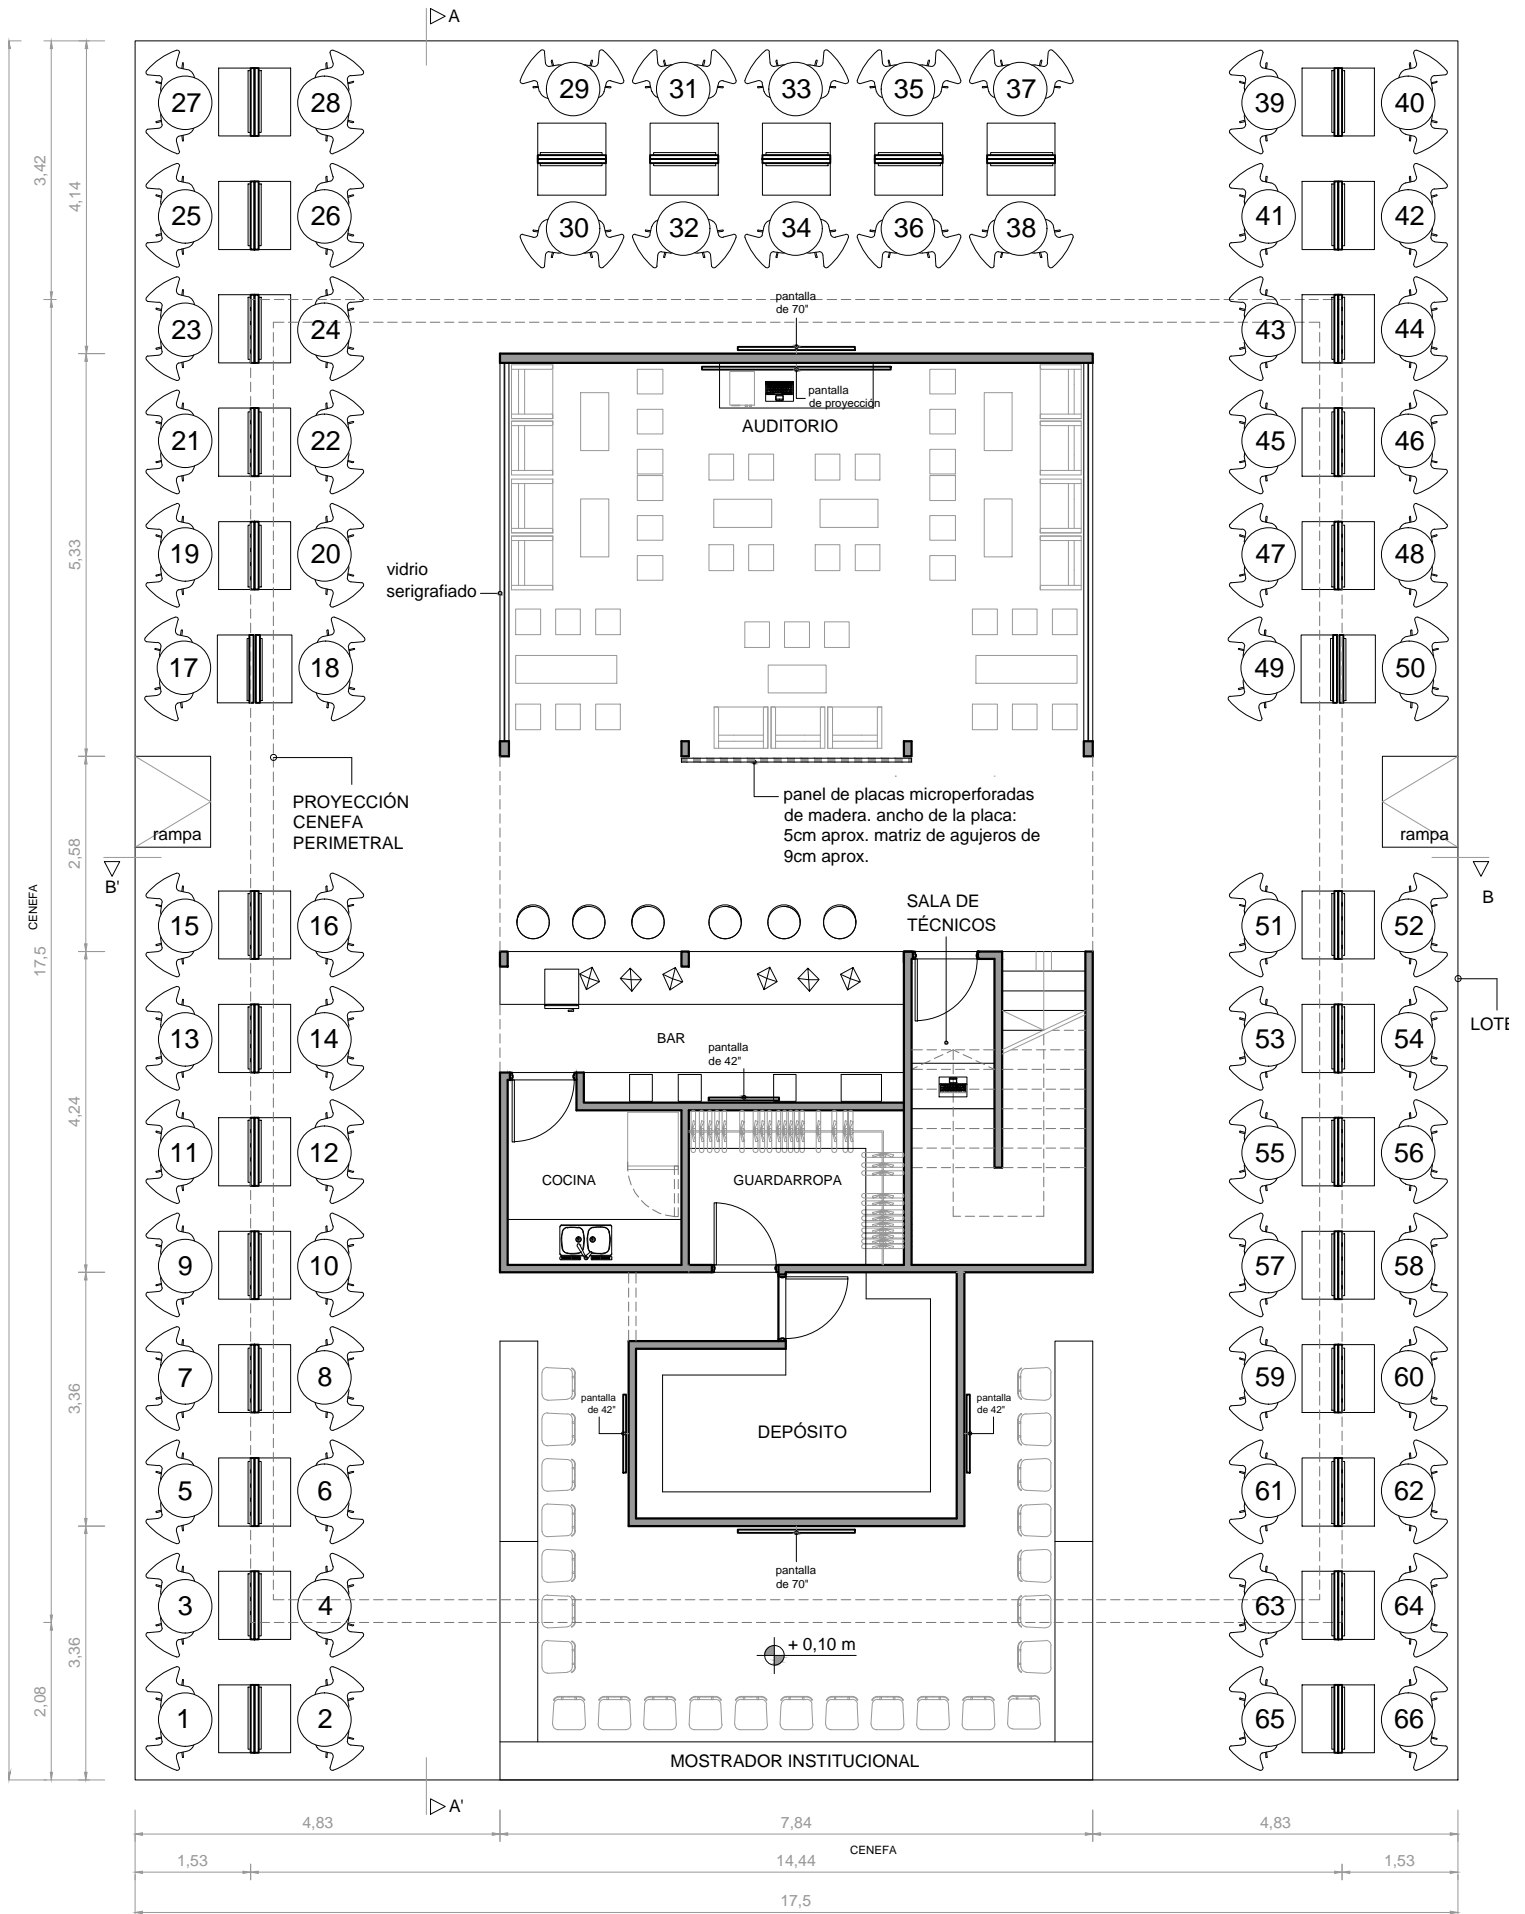 A
27
28
29
31
33
35
37
39
40
3,42
4,14
25
26
30
32
34
36
38
41
42
23
24
pantalla
de 70"
43
44
pantalla
de proyección
AUDITORIO
21
22
45
46
5,33
19
20
vidrio
serigrafiado
47
48
17
18
49
50
PROYECCIÓN
CENEFA
PERIMETRAL
panel de placas microperforadas
de madera. ancho de la placa:
5cm aprox. matriz de agujeros de
9cm aprox.
rampa
rampa
2,58
B'
B
CENEFA
17,5
15
16
SALA DE
TÉCNICOS
51
52
13
14
BAR
pantalla
de 42"
53
54
LOTE
4,24
11
12
COCINA
GUARDARROPA
55
56
9
10
57
58
3,36
7
8
pantalla
de 42"
DEPÓSITO
pantalla
de 42"
59
60
5
6
61
62
3
4
pantalla
de 70"
63
64
3,36
+ 0,10 m
2,08
1
2
65
66
MOSTRADOR INSTITUCIONAL
A'
4,83
7,84
4,83
CENEFA
1,53
14,44
1,53
17,5